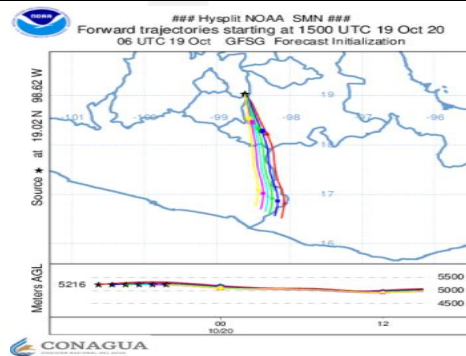 noaa
### Hysplit NOAA SMN ###
Forward trajectories starting at 1500 UTC 19 Oct 20
06 UTC 19 Oct GFSG Forecast Initialization
Source ★ at 19.02 N 98.62 W
19
-101 -100 -99 -98 -97 -96
18
17
16
Meters AGL
5216
5500
5000
4500
00 12
10/20
CONAGUA